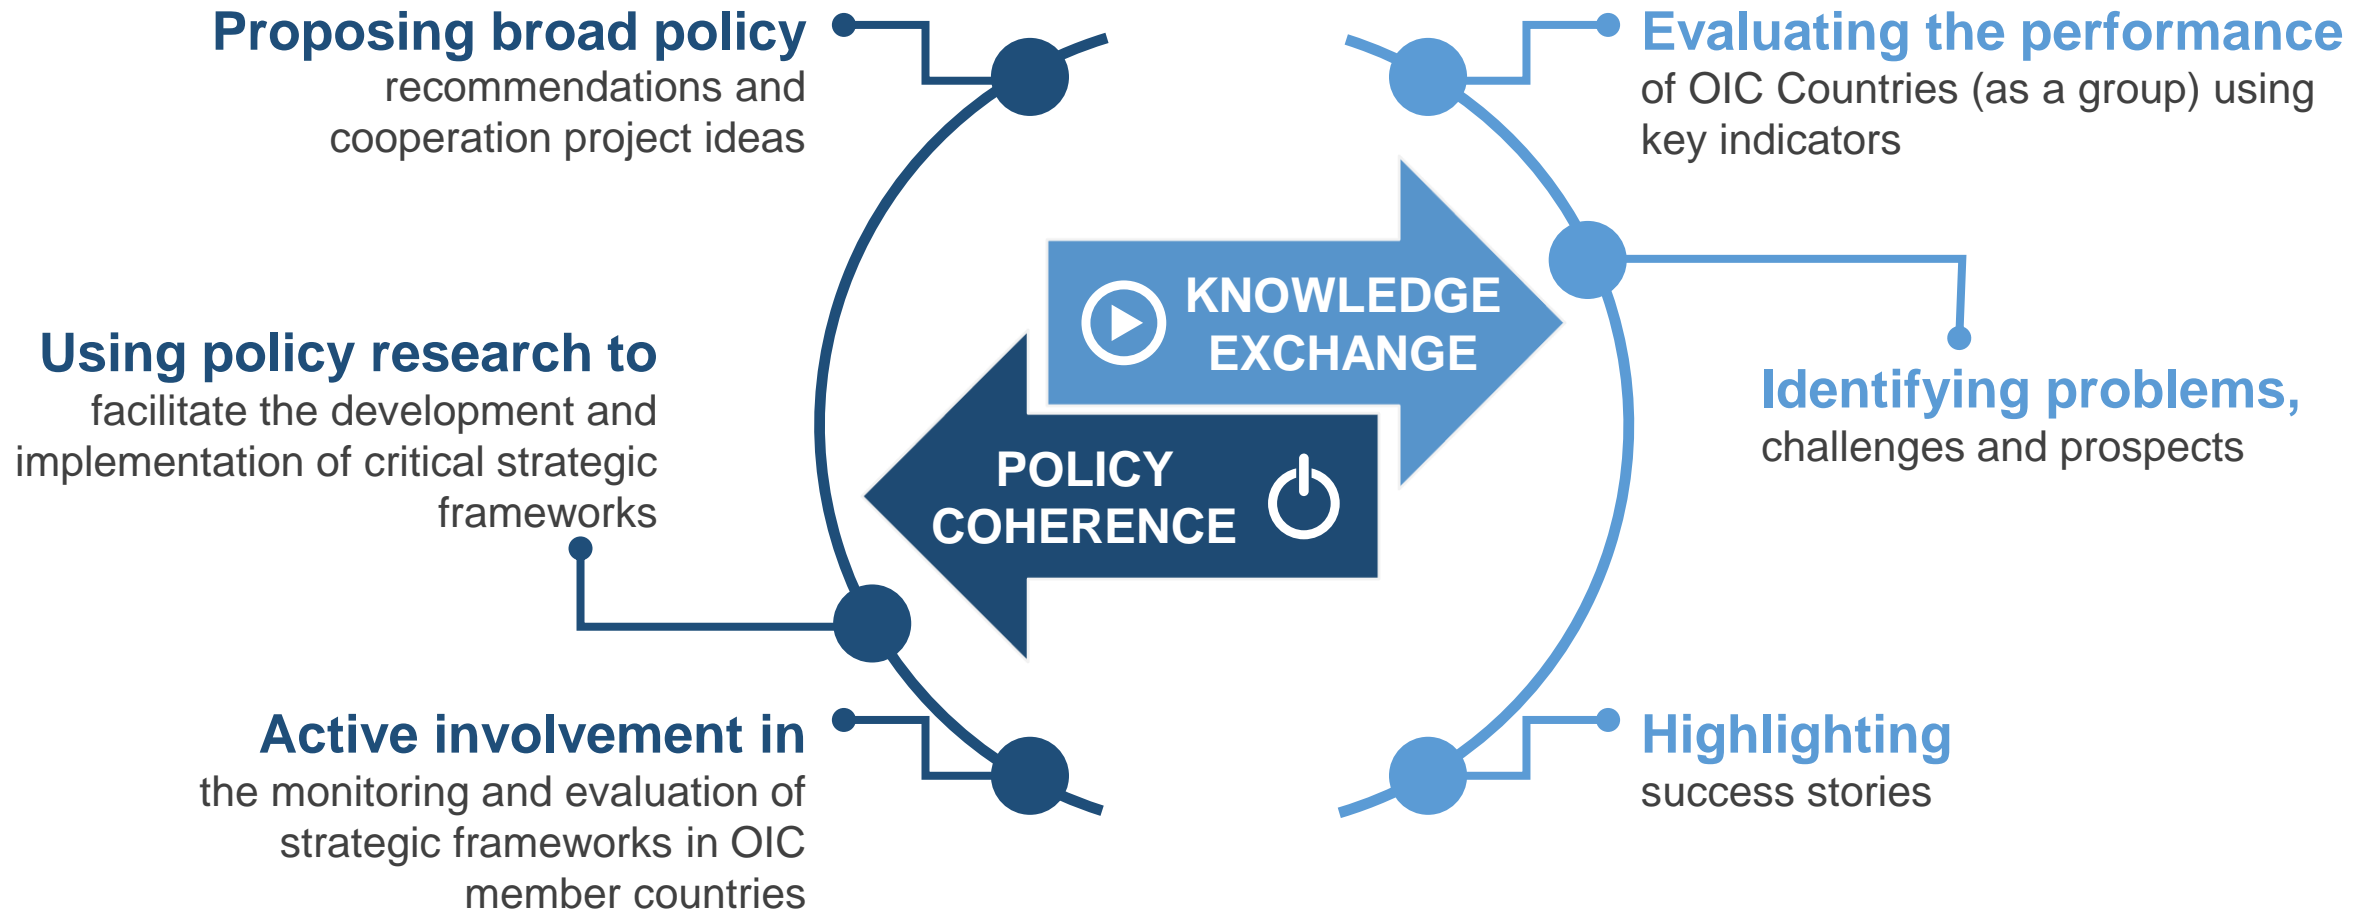 Proposing broad policy
recommendations and
cooperation project ideas
Using policy research to
facilitate the development and
implementation of critical strategic
frameworks
Active involvement in
the monitoring and evaluation of
strategic frameworks in OIC
member countries
KNOWLEDGE
EXCHANGE
POLICY
COHERENCE
Evaluating the performance
of OIC Countries (as a group) using
key indicators
Identifying problems,
challenges and prospects
Highlighting
success stories